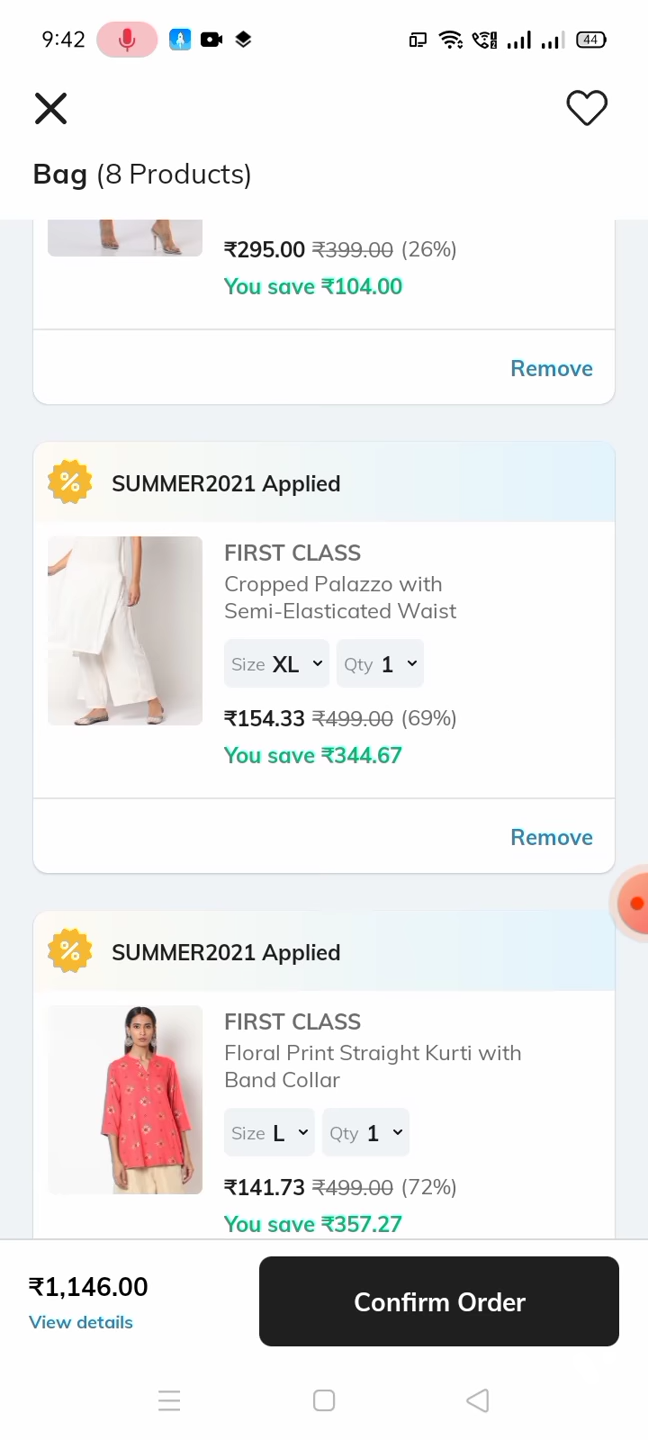 9:42
44
Bag (8 Products)
₹295.00 ₹399.00 (26%)
You save ₹104.00
Remove
SUMMER2021 Applied
FIRST CLASS
Cropped Palazzo with
Semi-Elasticated Waist
Size XL Qty 1
₹154.33 ₹499.00 (69%)
You save ₹344.67
Remove
SUMMER2021 Applied
FIRST CLASS
Floral Print Straight Kurti with
Band Collar
Size L Qty 1
₹141.73 ₹499.00 (72%)
You save ₹357.27
₹1,146.00
View details
Confirm Order